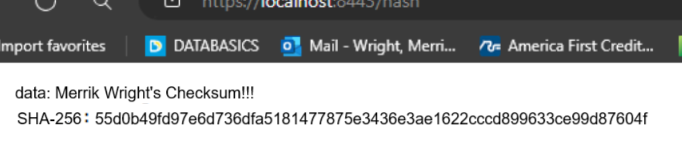 https://localhost:8443/hash
mport favorites
DATABASICS
Mail - Wright, Merri...
America First Credit...
data: Merrik Wright's Checksum!!!
SHA-256: 55d0b49fd97e6d736dfa5181477875e3436e3ae1622cccd899633ce99d87604f